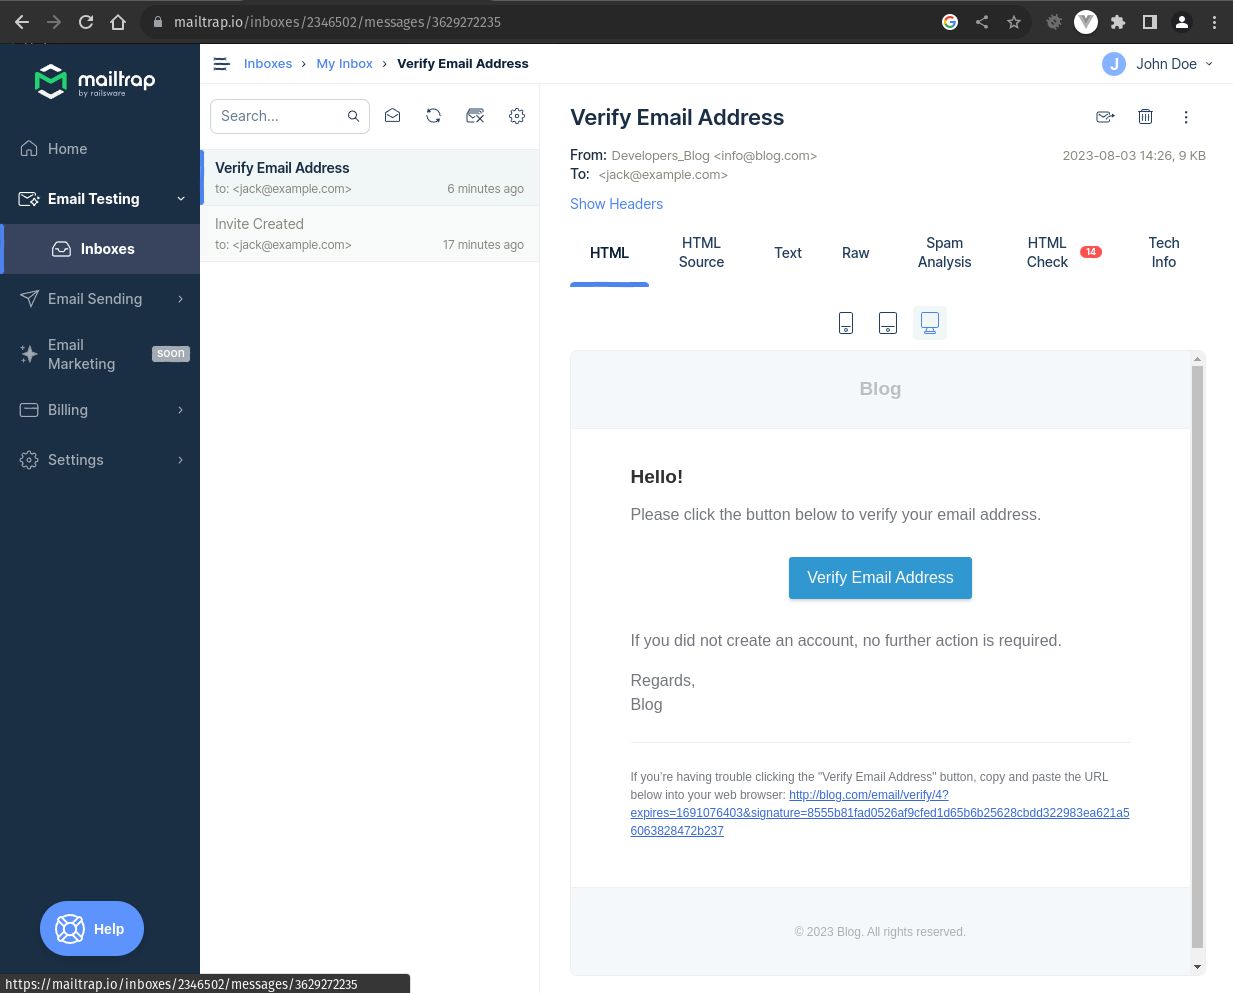 mailtrap.io/inboxes/2346502/messages/3629272235
mailtrap
by railsware
Home
Email Testing
Inboxes
Email Sending
Email
Marketing
soon
Billing
Settings
Help
Inboxes › My Inbox › Verify Email Address
J John Doe
Search...
Verify Email Address
to: <jack@example.com> 6 minutes ago
Invite Created
to: <jack@example.com> 17 minutes ago
Verify Email Address
From: Developers_Blog <info@blog.com> 2023-08-03 14:26, 9 KB
To: <jack@example.com>
Show Headers
HTML
HTML
Source
Text
Raw
Spam
Analysis
HTML
Check
14
Tech
Info
Blog
Hello!
Please click the button below to verify your email address.
Verify Email Address
If you did not create an account, no further action is required.
Regards,
Blog
If you're having trouble clicking the "Verify Email Address" button, copy and paste the URL
below into your web browser: http://blog.com/email/verify/4?
expires=1691076403&signature=8555b81fad0526af9cfed1d65b6b25628cbdd322983ea621a5
6063828472b237
© 2023 Blog. All rights reserved.
https://mailtrap.io/inboxes/2346502/messages/3629272235